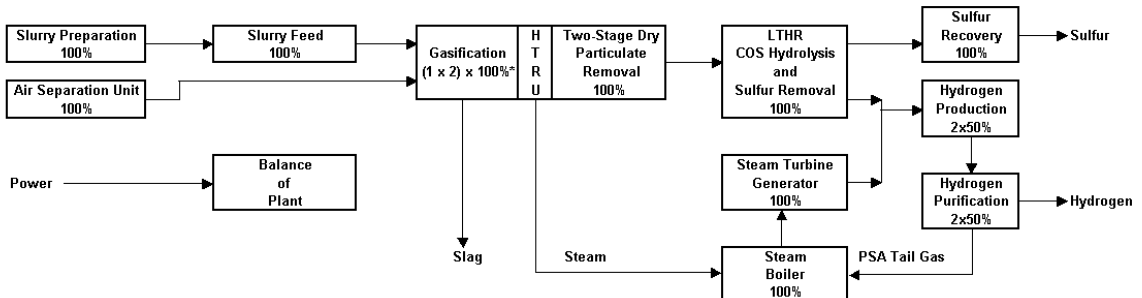 Slurry Preparation
100%
Slurry Feed
100%
Air Separation Unit
100%
Gasification
(1 x 2) x 100%*
H
T
R
U
Two-Stage Dry
Particulate
Removal
100%
LTHR
COS Hydrolysis
and
Sulfur Removal
100%
Sulfur
Recovery
100%
Sulfur
Hydrogen
Production
2x50%
Power
Balance
of
Plant
Steam Turbine
Generator
100%
Hydrogen
Purification
2x50%
Hydrogen
Slag
Steam
Steam
Boiler
100%
PSA Tail Gas